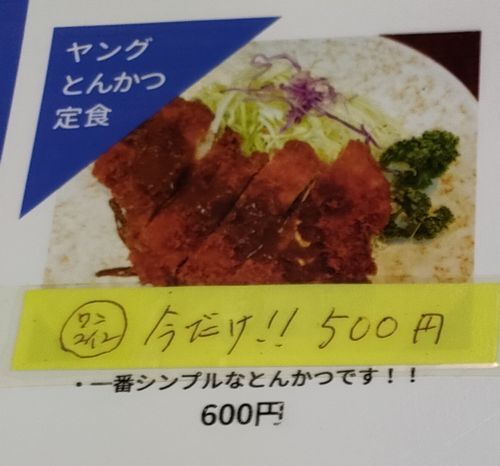 ヤング
とんかつ
定食
ワン
コイン
今だけ!! 500円
・一番シンプルなとんかつです！！
600円